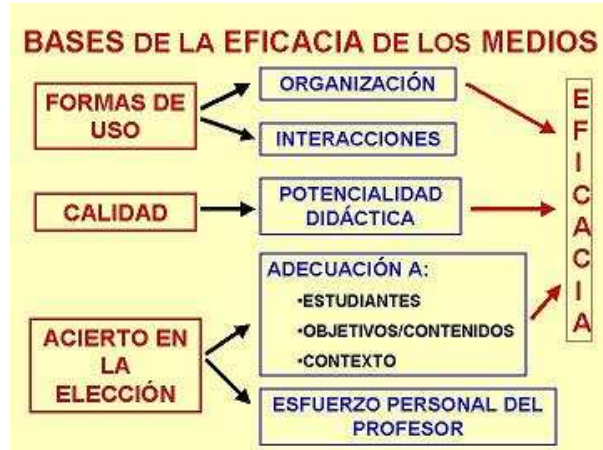 BASES DE LA EFICACIA DE LOS MEDIOS
FORMAS DE
USO
ORGANIZACIÓN
INTERACCIONES
CALIDAD
POTENCIALIDAD
DIDÁCTICA
ACIERTO EN
LA
ELECCIÓN
ADECUACIÓN A:
•ESTUDIANTES
•OBJETIVOS/CONTENIDOS
•CONTEXTO
ESFUERZO PERSONAL DEL
PROFESOR
EFICACIA